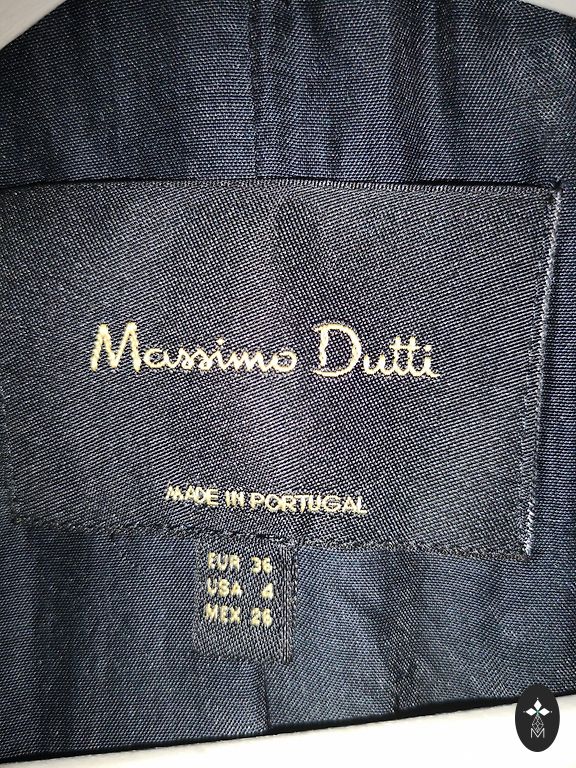 Massimo Dutti
MADE IN PORTUGAL
EUR 36
USA 4
MEX 26
M